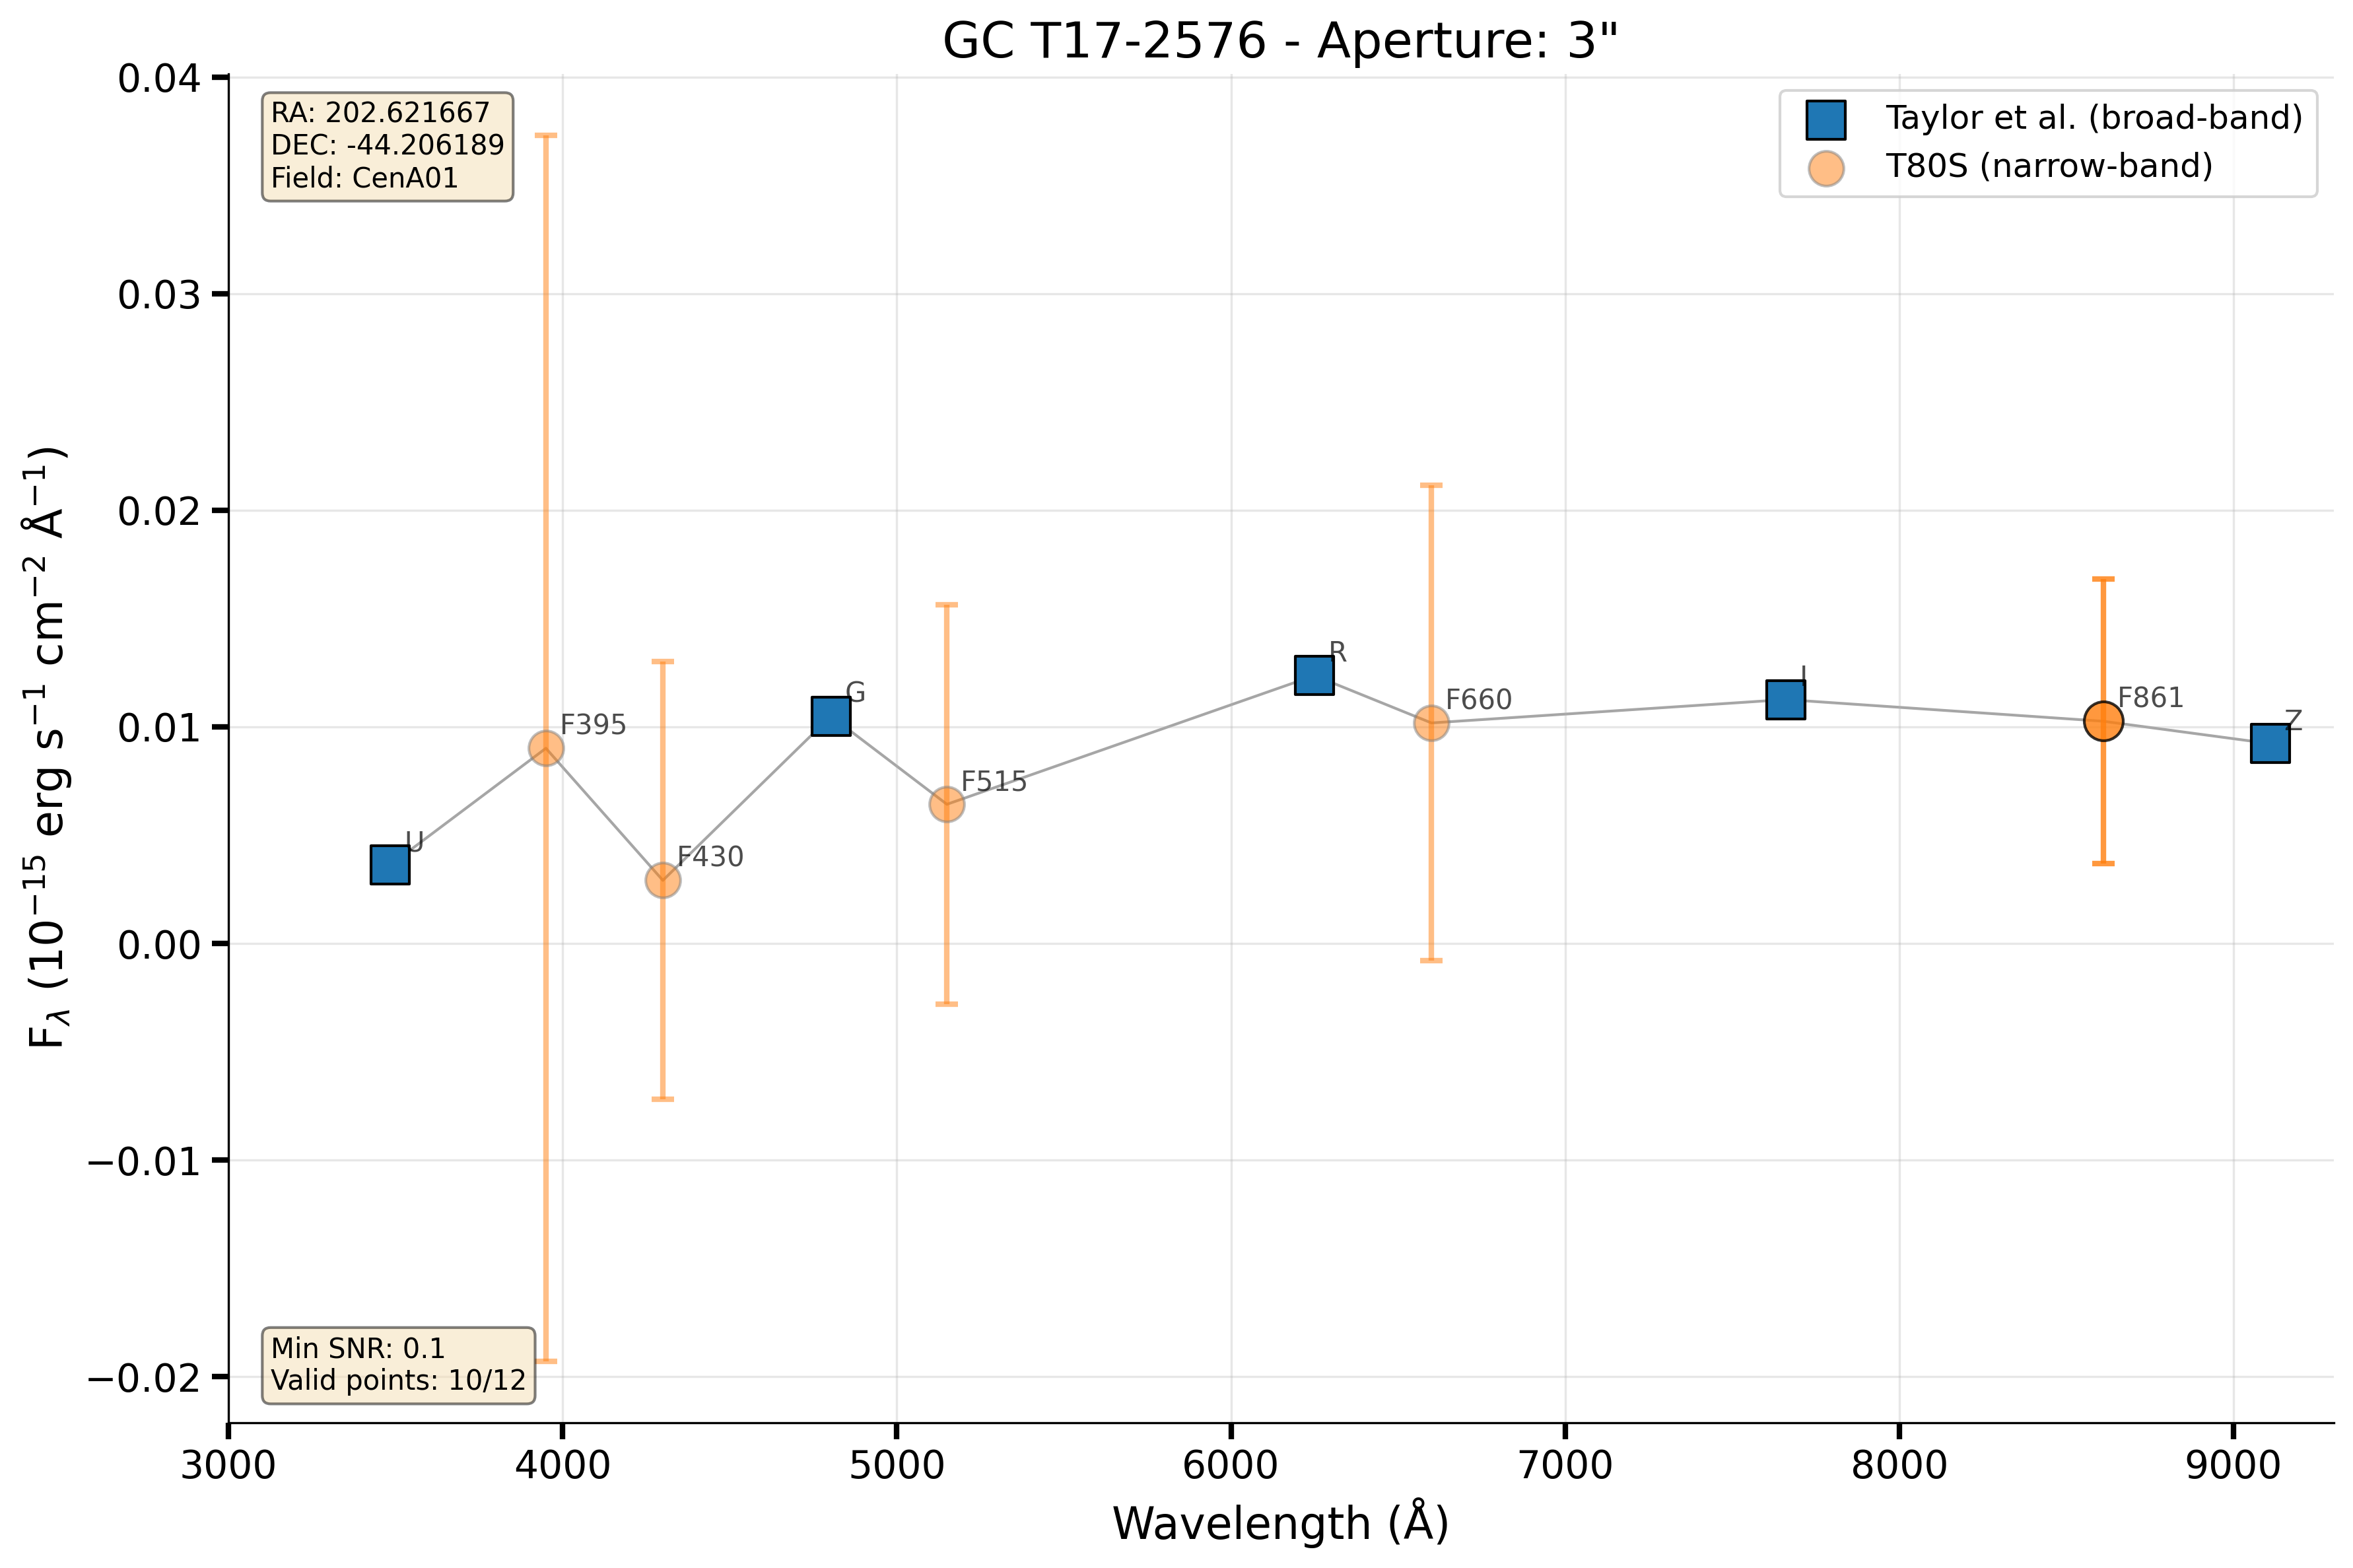 GC T17-2576 - Aperture: 3"
RA: 202.621667
DEC: -44.206189
Field: CenA01
Taylor et al. (broad-band)
T80S (narrow-band)
0.04
0.03
0.02
0.01
0.00
−0.01
−0.02
F_λ (10⁻¹⁵ erg s⁻¹ cm⁻² Å⁻¹)
U
F395
F430
G
F515
R
F660
I
F861
Z
Min SNR: 0.1
Valid points: 10/12
3000 4000 5000 6000 7000 8000 9000
Wavelength (Å)